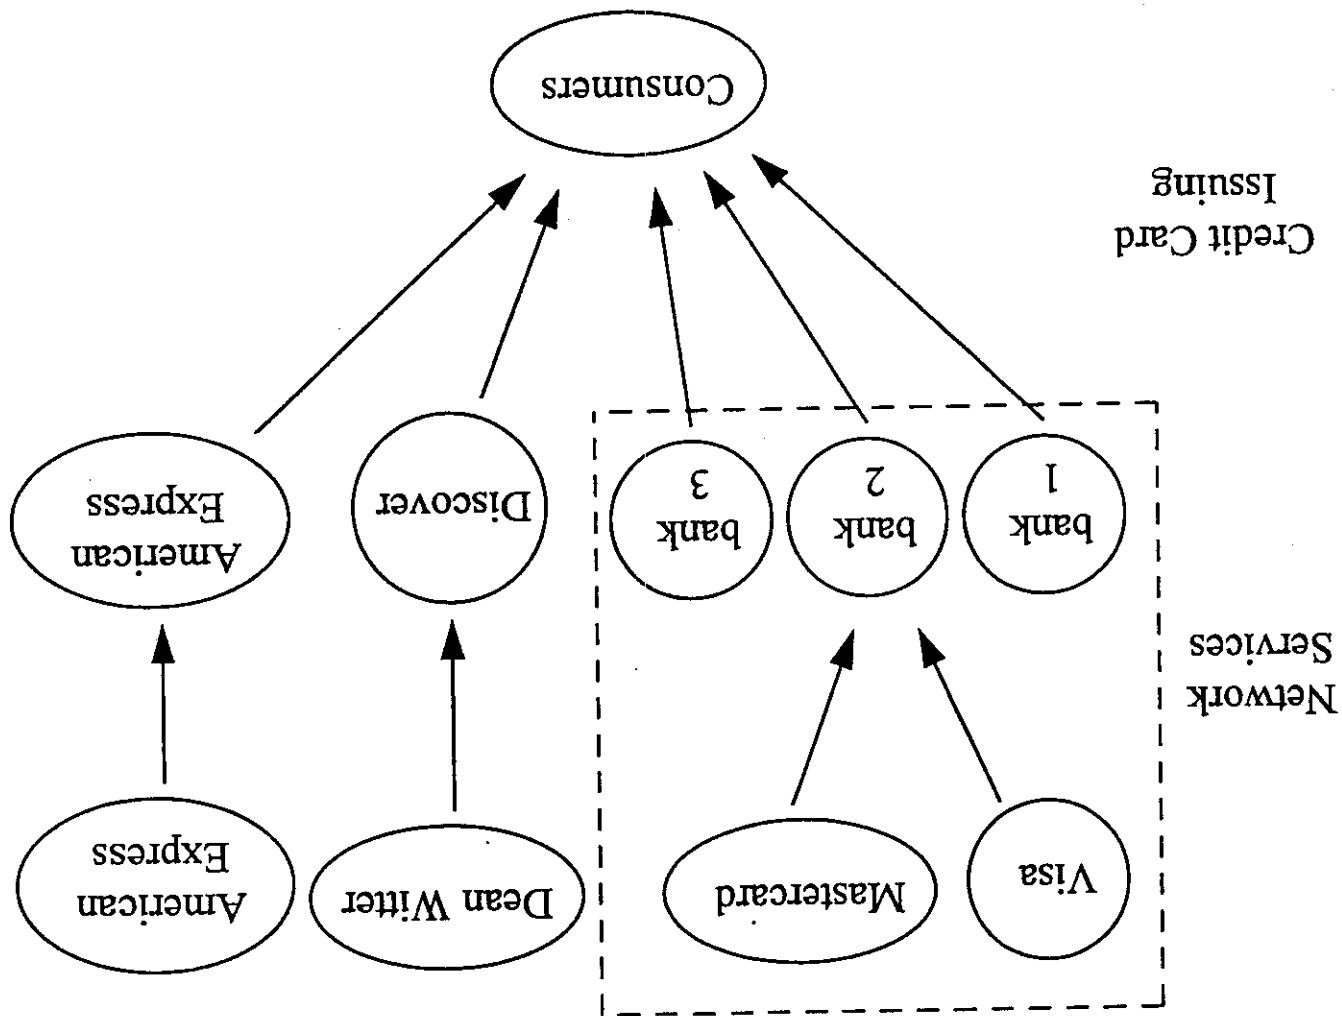 Visa
Mastercard
Dean Witter
American
Express
Network
Services
bank
1
bank
2
bank
3
Discover
American
Express
Credit Card
Issuing
Consumers